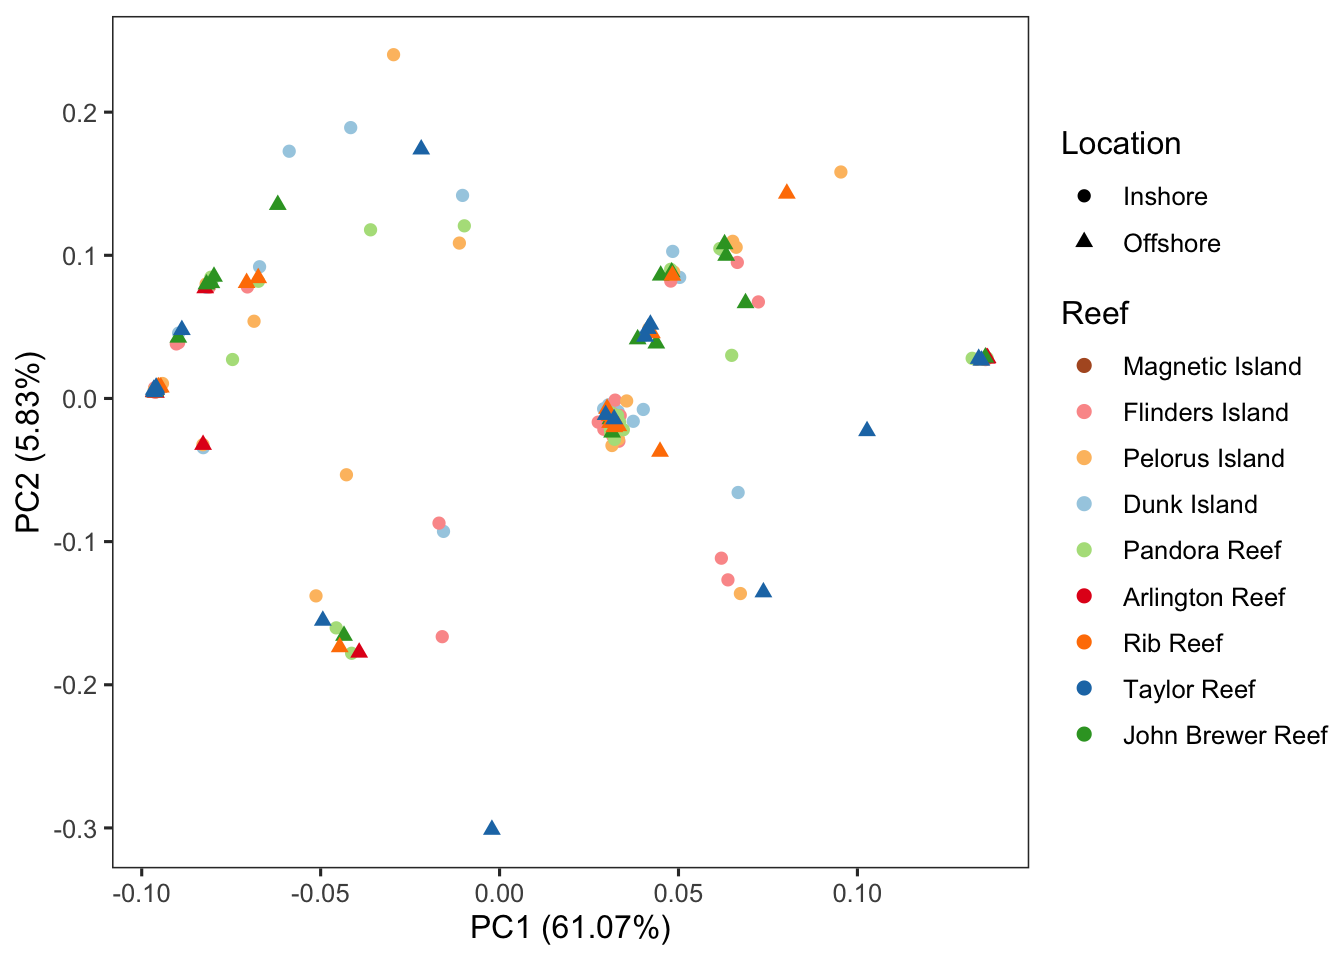 0.2
0.1
0.0
-0.1
-0.2
-0.3
PC2 (5.83%)
-0.10
-0.05
0.00
0.05
0.10
PC1 (61.07%)
Location
Inshore
Offshore
Reef
Magnetic Island
Flinders Island
Pelorus Island
Dunk Island
Pandora Reef
Arlington Reef
Rib Reef
Taylor Reef
John Brewer Reef